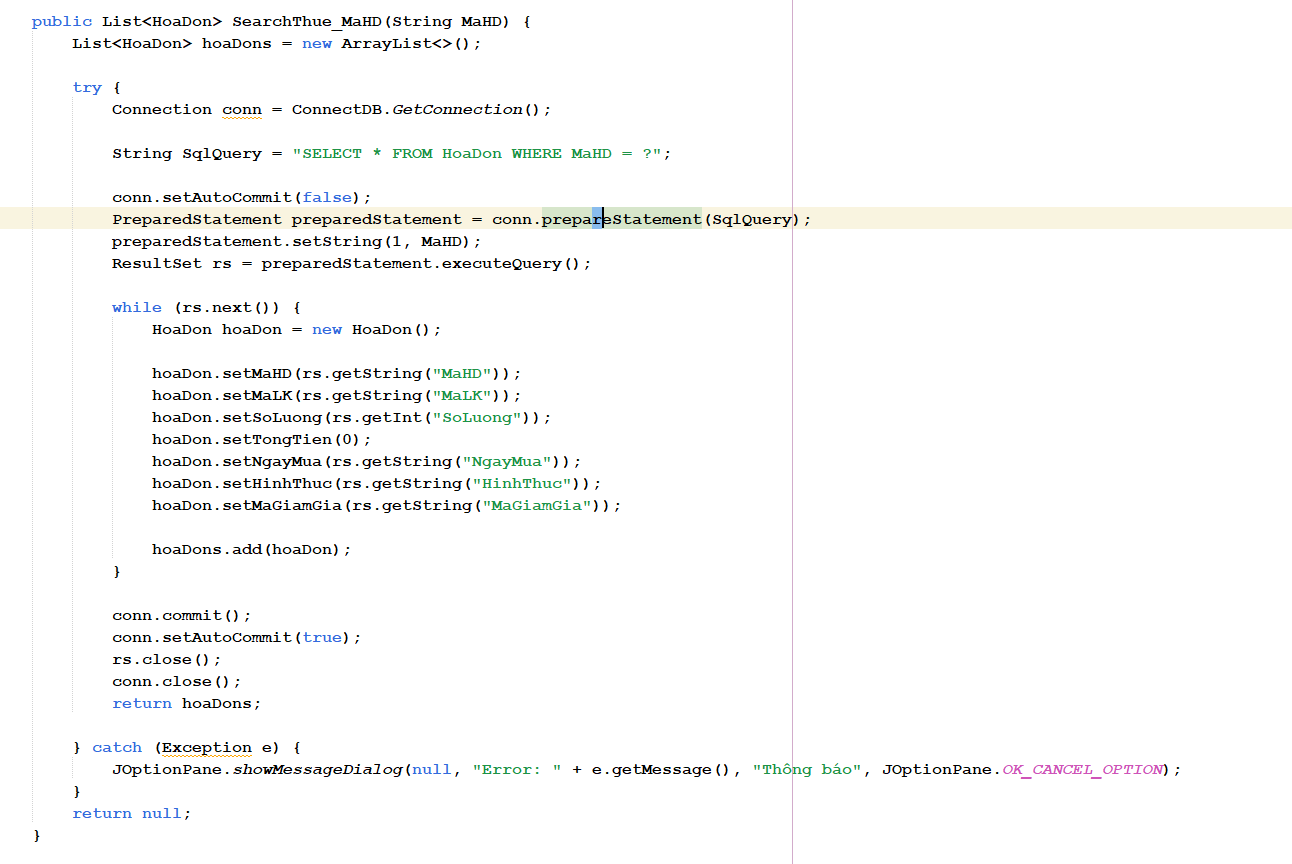 public List<HoaDon> SearchThue_MaHD(String MaHD) {
List<HoaDon> hoaDons = new ArrayList<>();
try {
Connection conn = ConnectDB.GetConnection();
String SqlQuery = "SELECT * FROM HoaDon WHERE MaHD = ?";
conn.setAutoCommit(false);
PreparedStatement preparedStatement = conn.prepareStatement(SqlQuery);
preparedStatement.setString(1, MaHD);
ResultSet rs = preparedStatement.executeQuery();
while (rs.next()) {
HoaDon hoaDon = new HoaDon();
hoaDon.setMaHD(rs.getString("MaHD"));
hoaDon.setMaLK(rs.getString("MaLK"));
hoaDon.setSoLuong(rs.getInt("SoLuong"));
hoaDon.setTongTien(0);
hoaDon.setNgayMua(rs.getString("NgayMua"));
hoaDon.setHinhThuc(rs.getString("HinhThuc"));
hoaDon.setMaGiamGia(rs.getString("MaGiamGia"));
hoaDons.add(hoaDon);
}
conn.commit();
conn.setAutoCommit(true);
rs.close();
conn.close();
return hoaDons;
} catch (Exception e) {
JOptionPane.showMessageDialog(null, "Error: " + e.getMessage(), "Thông báo", JOptionPane.OK_CANCEL_OPTION);
}
return null;
}